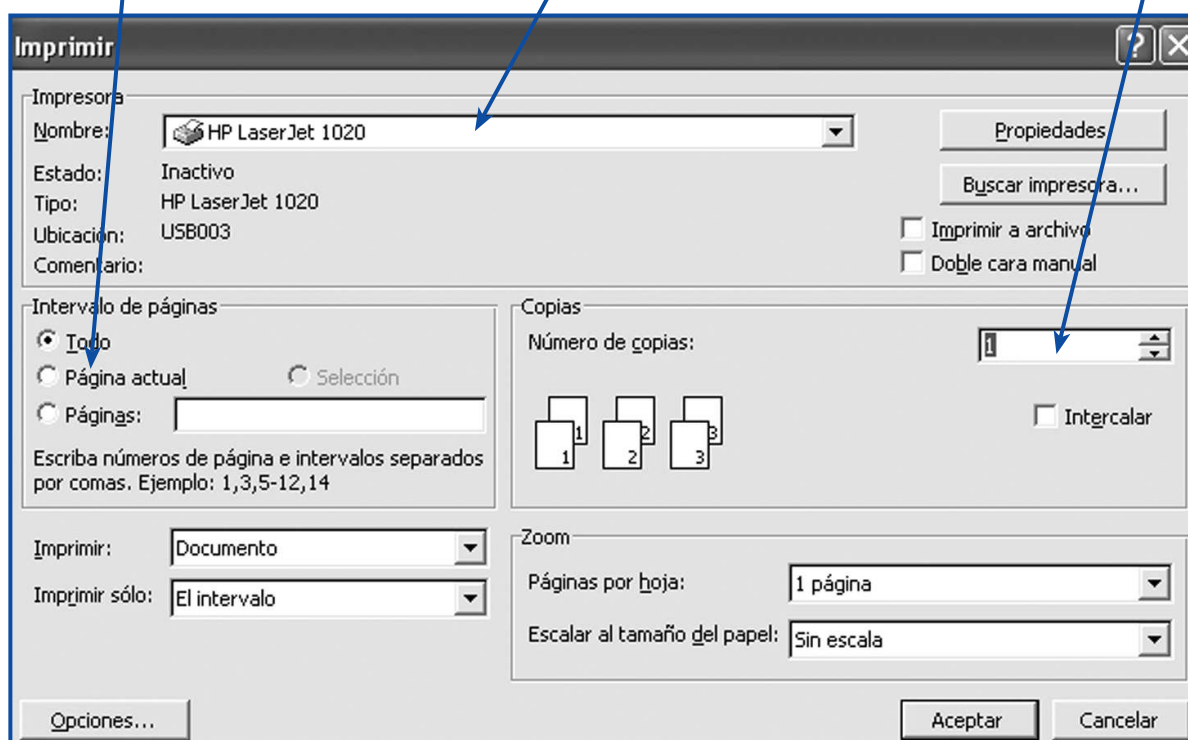 Imprimir
Impresora
Nombre: HP LaserJet 1020 Propiedades
Estado: Inactivo Buscar impresora...
Tipo: HP LaserJet 1020
Ubicación: USB003 Imprimir a archivo
Comentario: Doble cara manual
Intervalo de páginas
Todo
Página actual Selección
Páginas:
Escriba números de página e intervalos separados
por comas. Ejemplo: 1,3,5-12,14
Copias
Número de copias: 1
1 2 3
1 2 3
Intercalar
Imprimir: Documento
Imprimir sólo: El intervalo
Zoom
Páginas por hoja: 1 página
Escalar al tamaño del papel: Sin escala
Opciones... Aceptar Cancelar